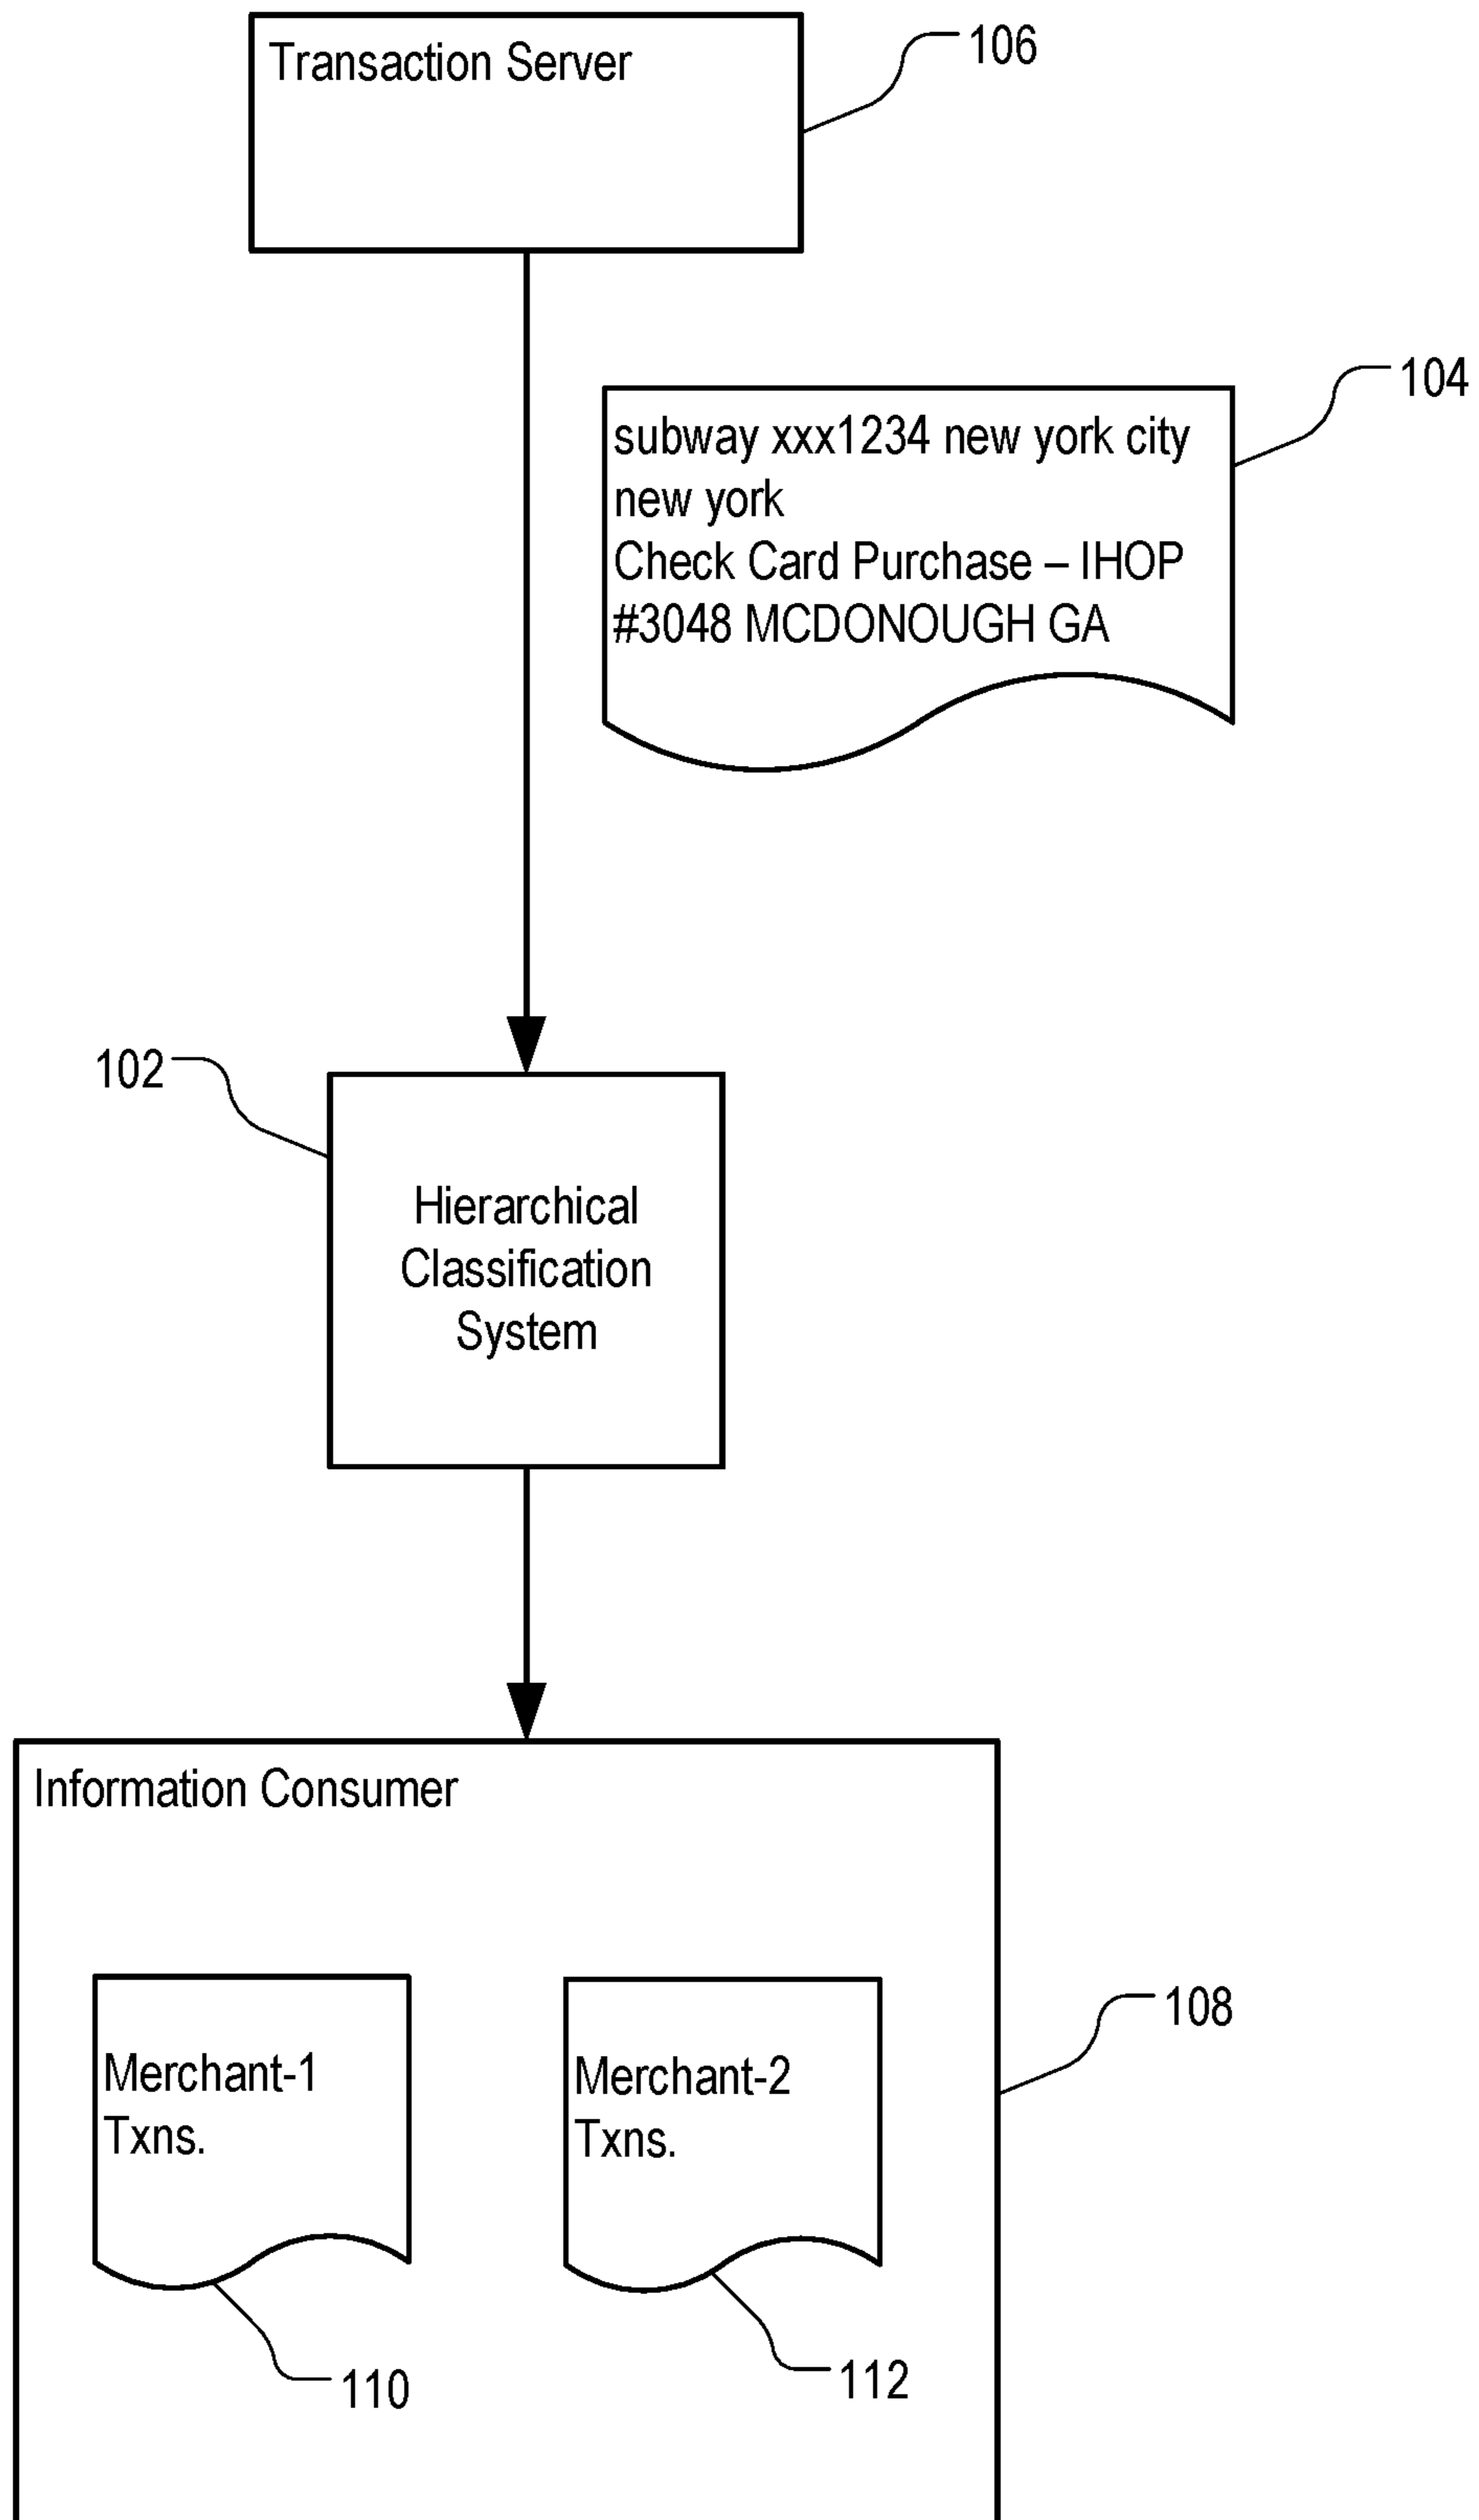 Transaction Server
106
104
subway xxx1234 new york city
new york
Check Card Purchase – IHOP
#3048 MCDONOUGH GA
102
Hierarchical
Classification
System
Information Consumer
108
Merchant-1
Txns.
Merchant-2
Txns.
110
112